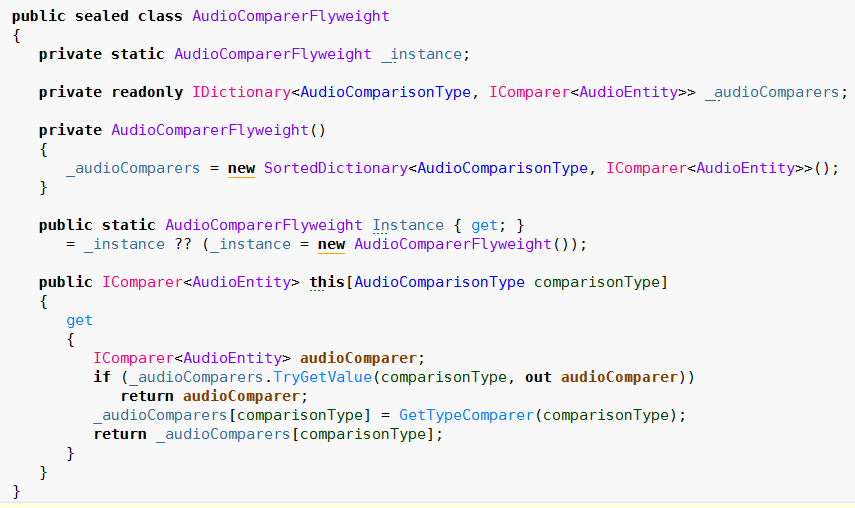 public sealed class AudioComparerFlyweight
{
private static AudioComparerFlyweight _instance;
private readonly IDictionary<AudioComparisonType, IComparer<AudioEntity>> _audioComparers;
private AudioComparerFlyweight()
{
_audioComparers = new SortedDictionary<AudioComparisonType, IComparer<AudioEntity>>();
}
public static AudioComparerFlyweight Instance { get; }
= _instance ?? (_instance = new AudioComparerFlyweight());
public IComparer<AudioEntity> this[AudioComparisonType comparisonType]
{
get
{
IComparer<AudioEntity> audioComparer;
if (_audioComparers.TryGetValue(comparisonType, out audioComparer))
return audioComparer;
_audioComparers[comparisonType] = GetTypeComparer(comparisonType);
return _audioComparers[comparisonType];
}
}
}